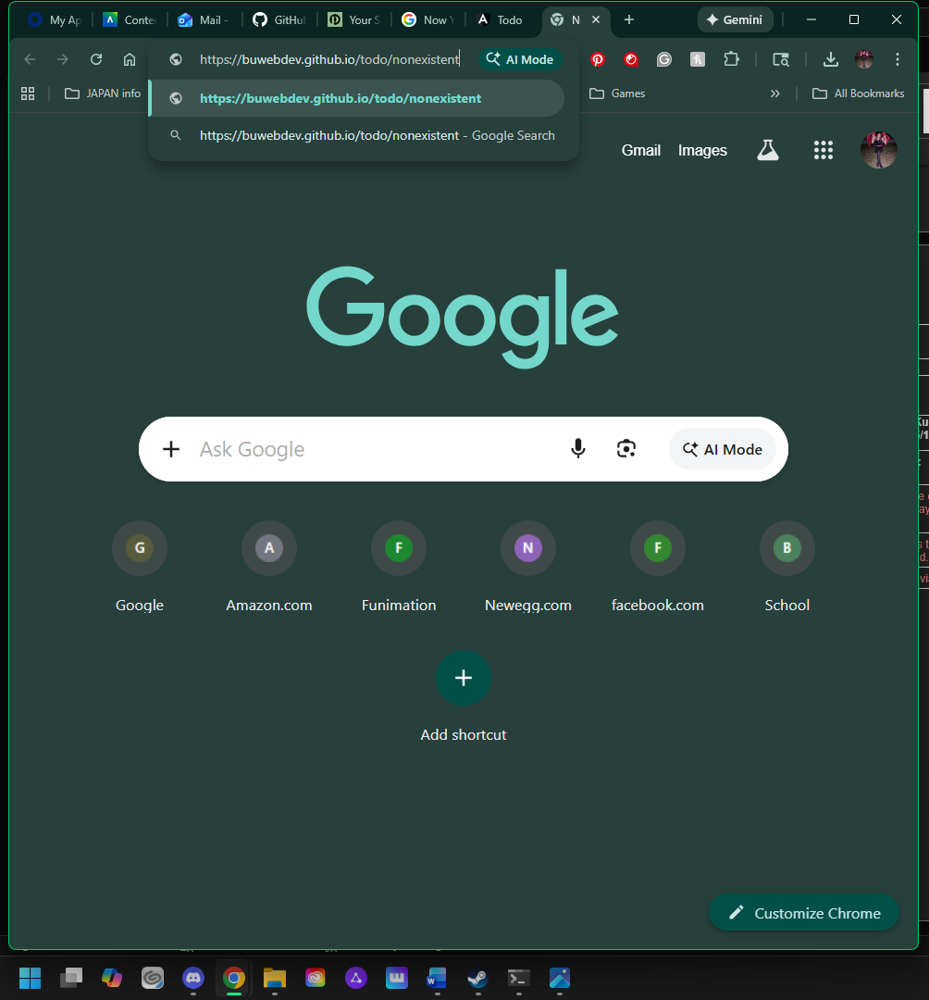 My Ap
Conte
Mail -
GitHu
Your S
Now Y
Todo
N
Gemini
https://buwebdev.github.io/todo/nonexistent
AI Mode
JAPAN info
Games
All Bookmarks
https://buwebdev.github.io/todo/nonexistent
https://buwebdev.github.io/todo/nonexistent - Google Search
Gmail
Images
Google
Ask Google
AI Mode
G
A
F
N
F
B
Google
Amazon.com
Funimation
Newegg.com
facebook.com
School
Add shortcut
Customize Chrome